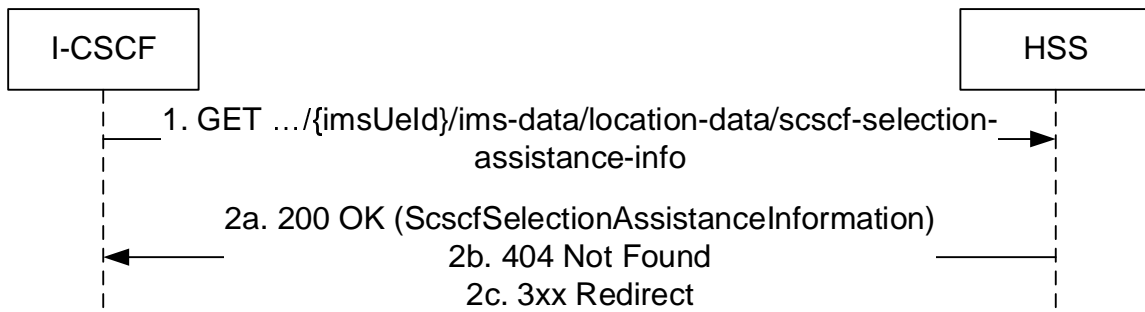 I-CSCF
HSS
1. GET …/{imsUeId}/ims-data/location-data/scscf-selection-
assistance-info
2a. 200 OK (ScscfSelectionAssistanceInformation)
2b. 404 Not Found
2c. 3xx Redirect